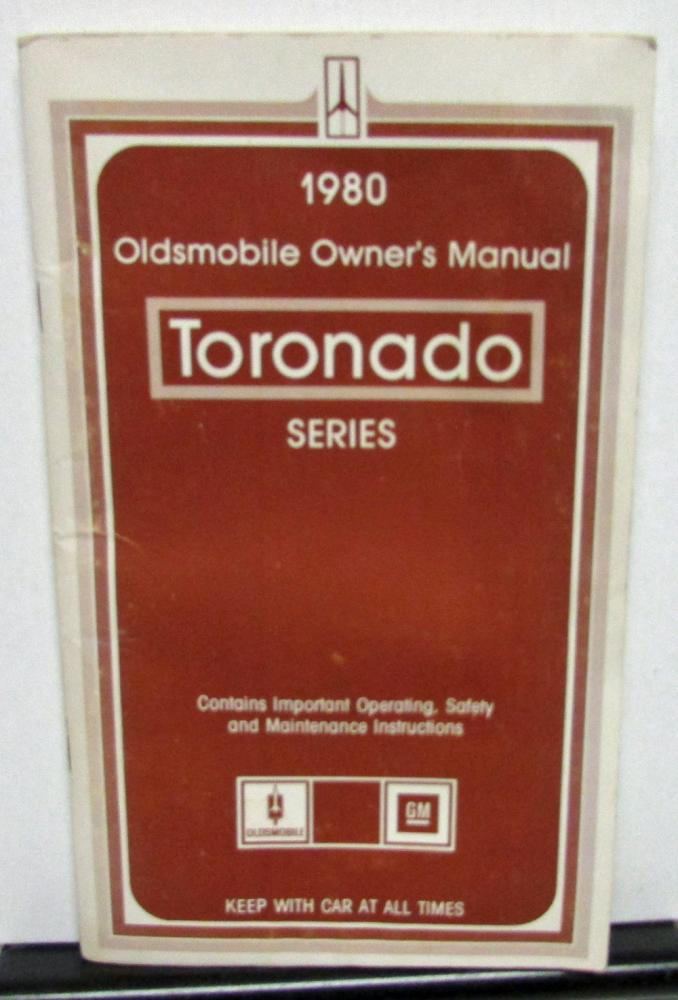 1980
Oldsmobile Owner's Manual
Toronado
SERIES
Contains Important Operating, Safety
and Maintenance Instructions
OLDSMOBILE
GM
KEEP WITH CAR AT ALL TIMES